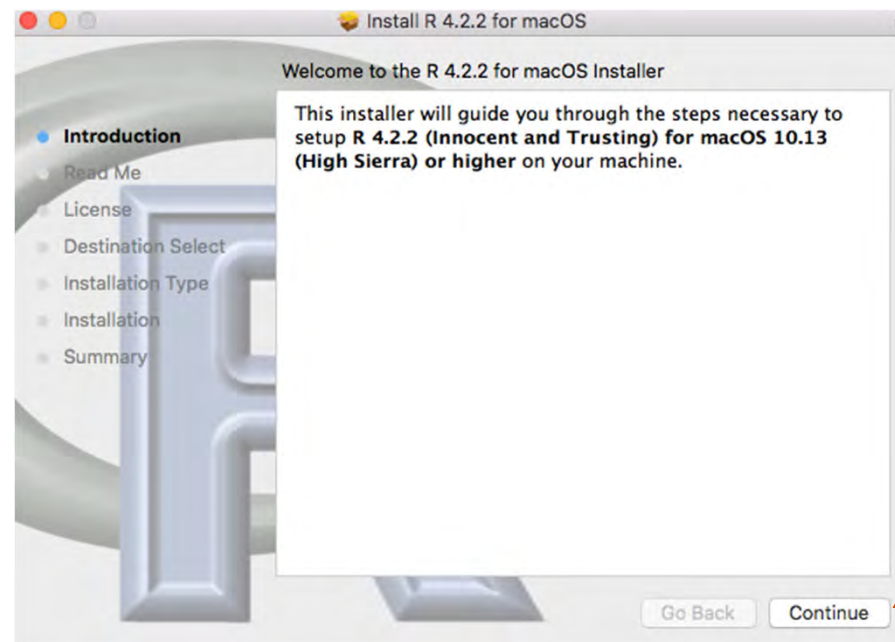 Install R 4.2.2 for macOS
Welcome to the R 4.2.2 for macOS Installer
Introduction
Read Me
License
Destination Select
Installation Type
Installation
Summary
This installer will guide you through the steps necessary to
setup R 4.2.2 (Innocent and Trusting) for macOS 10.13
(High Sierra) or higher on your machine.
Go Back
Continue